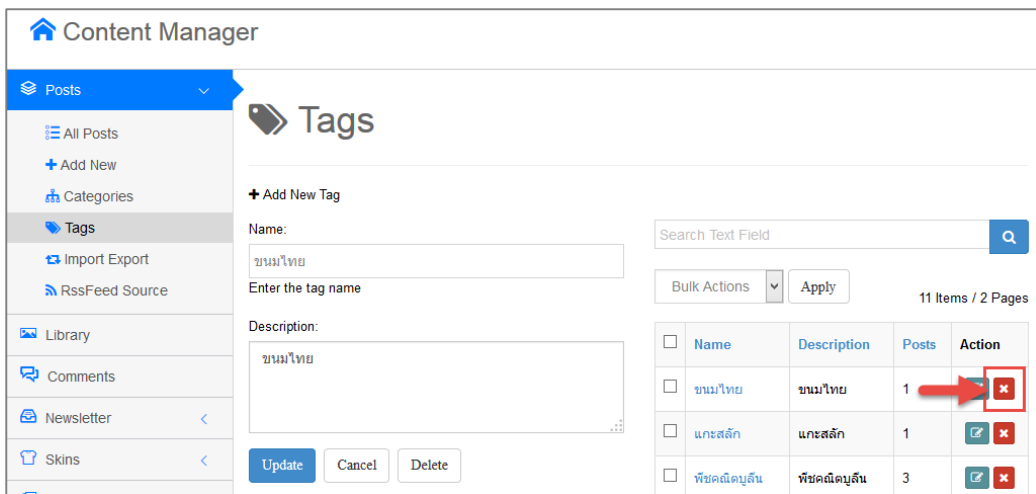 Content Manager
Posts
All Posts
Add New
Categories
Tags
Import Export
RssFeed Source
Library
Comments
Newsletter
Skins
Tags
Add New Tag
Name:
ขนมไทย
Enter the tag name
Description:
ขนมไทย
Update Cancel Delete
Search Text Field
Bulk Actions Apply
11 Items / 2 Pages
Name Description Posts Action
ขนมไทย ขนมไทย 1
แกะสลัก แกะสลัก 1
พีชคณิตบูลีน พีชคณิตบูลีน 3